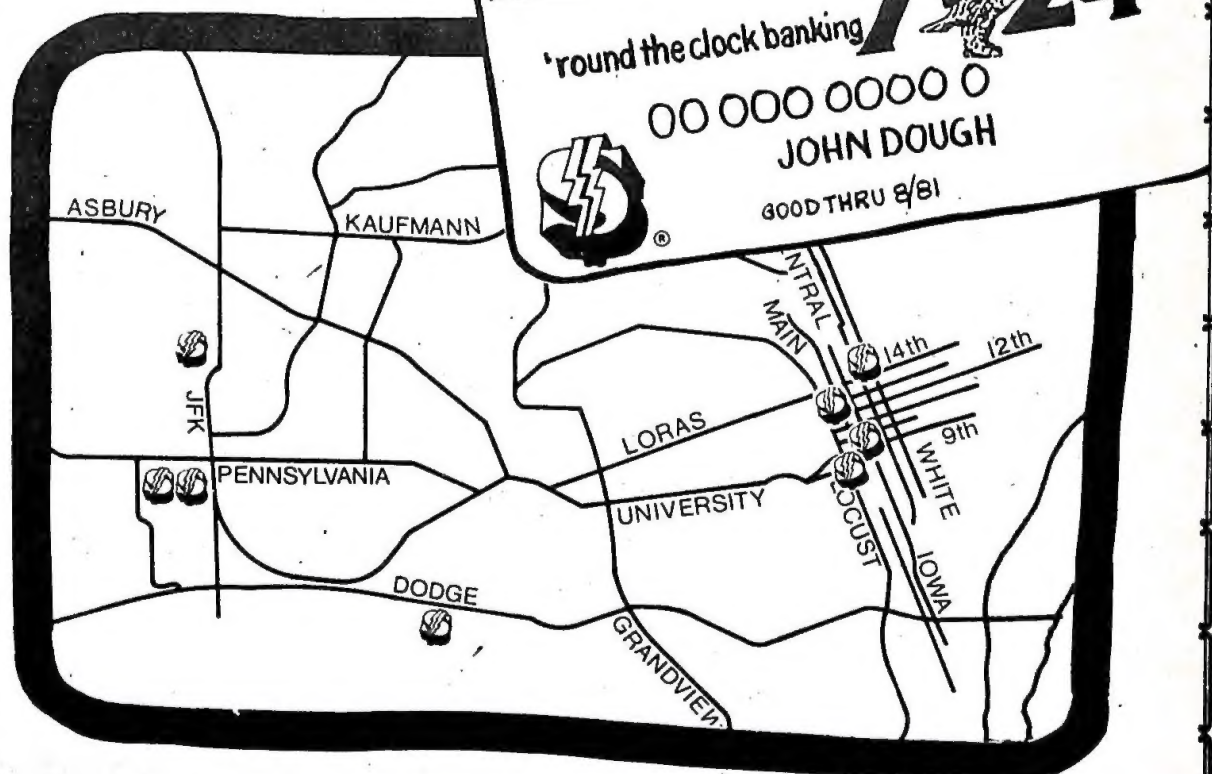 'round the clock banking
24
00 000 0000 0
JOHN DOUGH
GOOD THRU 8/81
®
ASBURY
KAUFMANN
NTRAL
MAIN
14th
12th
JFK
LORAS
9th
PENNSYLVANIA
WHITE
UNIVERSITY
LOCUST
DODGE
IOWA
GRANDVIEW